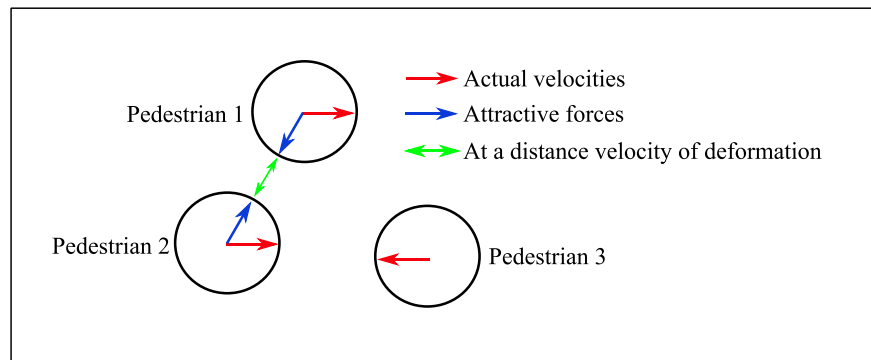 Pedestrian 1
Actual velocities
Attractive forces
At a distance velocity of deformation
Pedestrian 2
Pedestrian 3